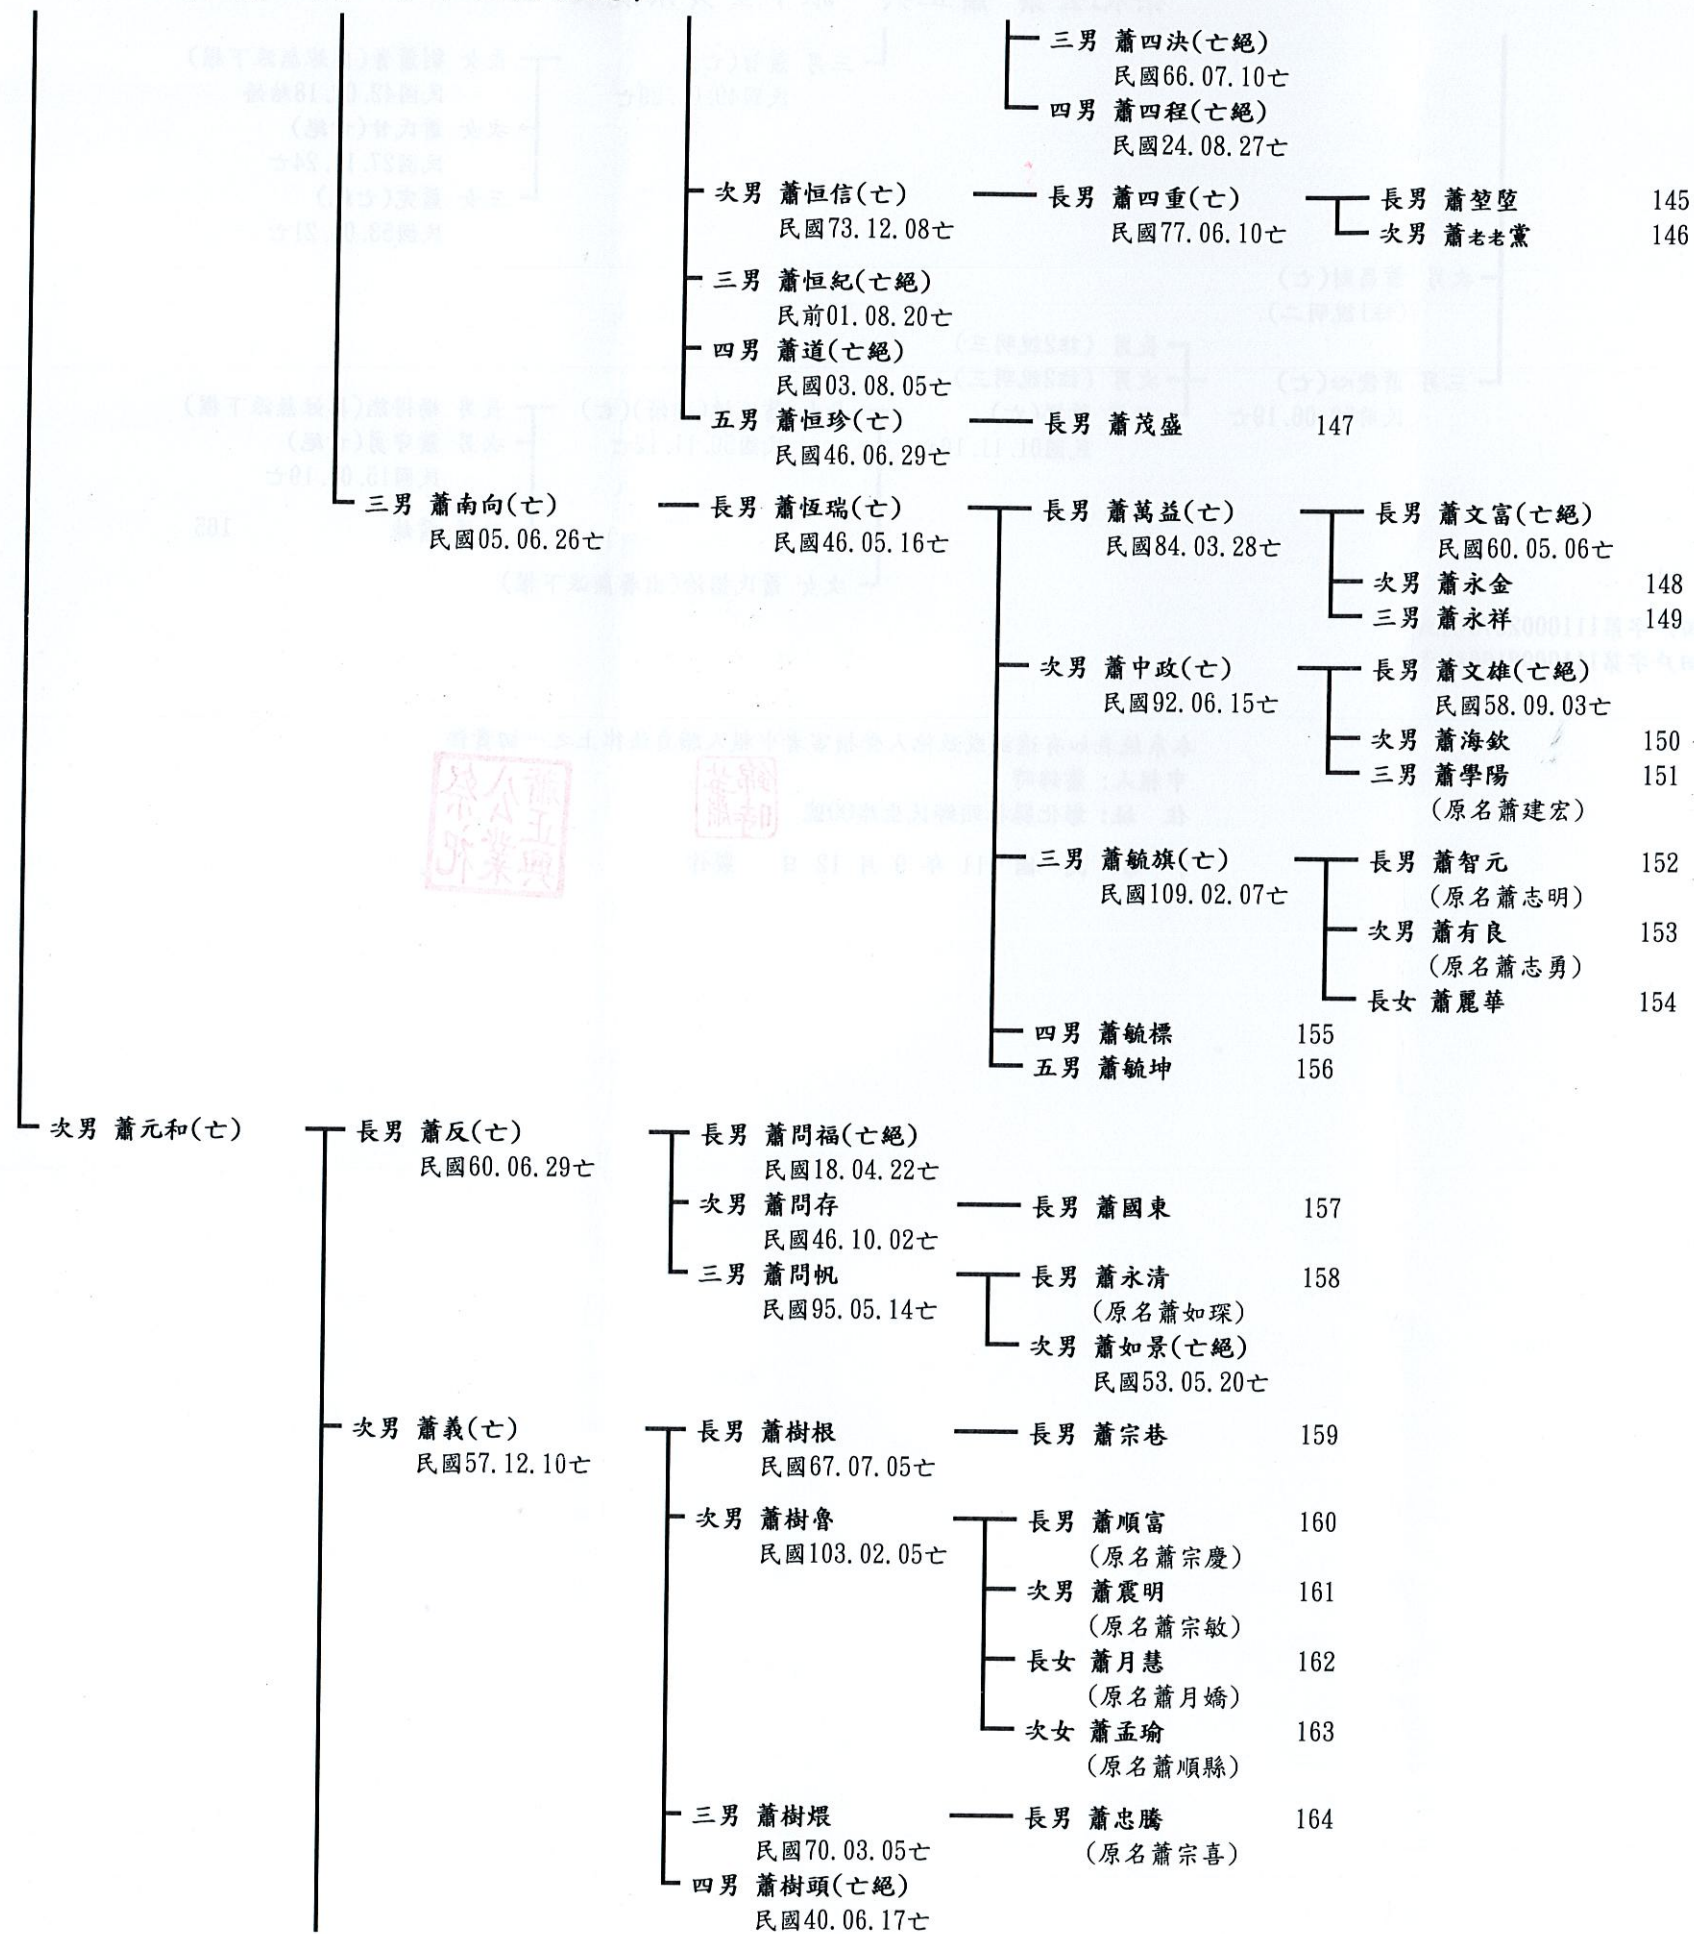 三男 蕭四決(亡絕)
民國66.07.10亡
四男 蕭四程(亡絕)
民國24.08.27亡
次男 蕭恒信(亡) 長男 蕭四重(亡) 長男 蕭堃埅 145
民國73.12.08亡 民國77.06.10亡 次男 蕭老老黨 146
三男 蕭恒紀(亡絕)
民前01.08.20亡
四男 蕭道(亡絕)
民國03.08.05亡
五男 蕭恒珍(亡) 長男 蕭茂盛 147
民國46.06.29亡
三男 蕭南向(亡) 長男 蕭恆瑞(亡) 長男 蕭萬益(亡) 長男 蕭文富(亡絕)
民國05.06.26亡 民國46.05.16亡 民國84.03.28亡 民國60.05.06亡
次男 蕭永金 148
三男 蕭永祥 149
次男 蕭中政(亡) 長男 蕭文雄(亡絕)
民國92.06.15亡 民國58.09.03亡
次男 蕭海欽 150
三男 蕭學陽 151
(原名蕭建宏)
三男 蕭毓旗(亡) 長男 蕭智元 152
民國109.02.07亡 (原名蕭志明)
次男 蕭有良 153
(原名蕭志勇)
長女 蕭麗華 154
四男 蕭毓標 155
五男 蕭毓坤 156
次男 蕭元和(亡) 長男 蕭反(亡) 長男 蕭問福(亡絕)
民國60.06.29亡 民國18.04.22亡
次男 蕭問存 長男 蕭國東 157
民國46.10.02亡
三男 蕭問帆 長男 蕭永清 158
民國95.05.14亡 (原名蕭如琛)
次男 蕭如景(亡絕)
民國53.05.20亡
次男 蕭義(亡) 長男 蕭樹根 長男 蕭宗巷 159
民國57.12.10亡 民國67.07.05亡
次男 蕭樹魯 長男 蕭順富 160
民國103.02.05亡 (原名蕭宗慶)
次男 蕭震明 161
(原名蕭宗敏)
長女 蕭月慧 162
(原名蕭月嬌)
次女 蕭孟瑜 163
(原名蕭順縣)
三男 蕭樹煨 長男 蕭忠騰 164
民國70.03.05亡 (原名蕭宗喜)
四男 蕭樹頭(亡絕)
民國40.06.17亡